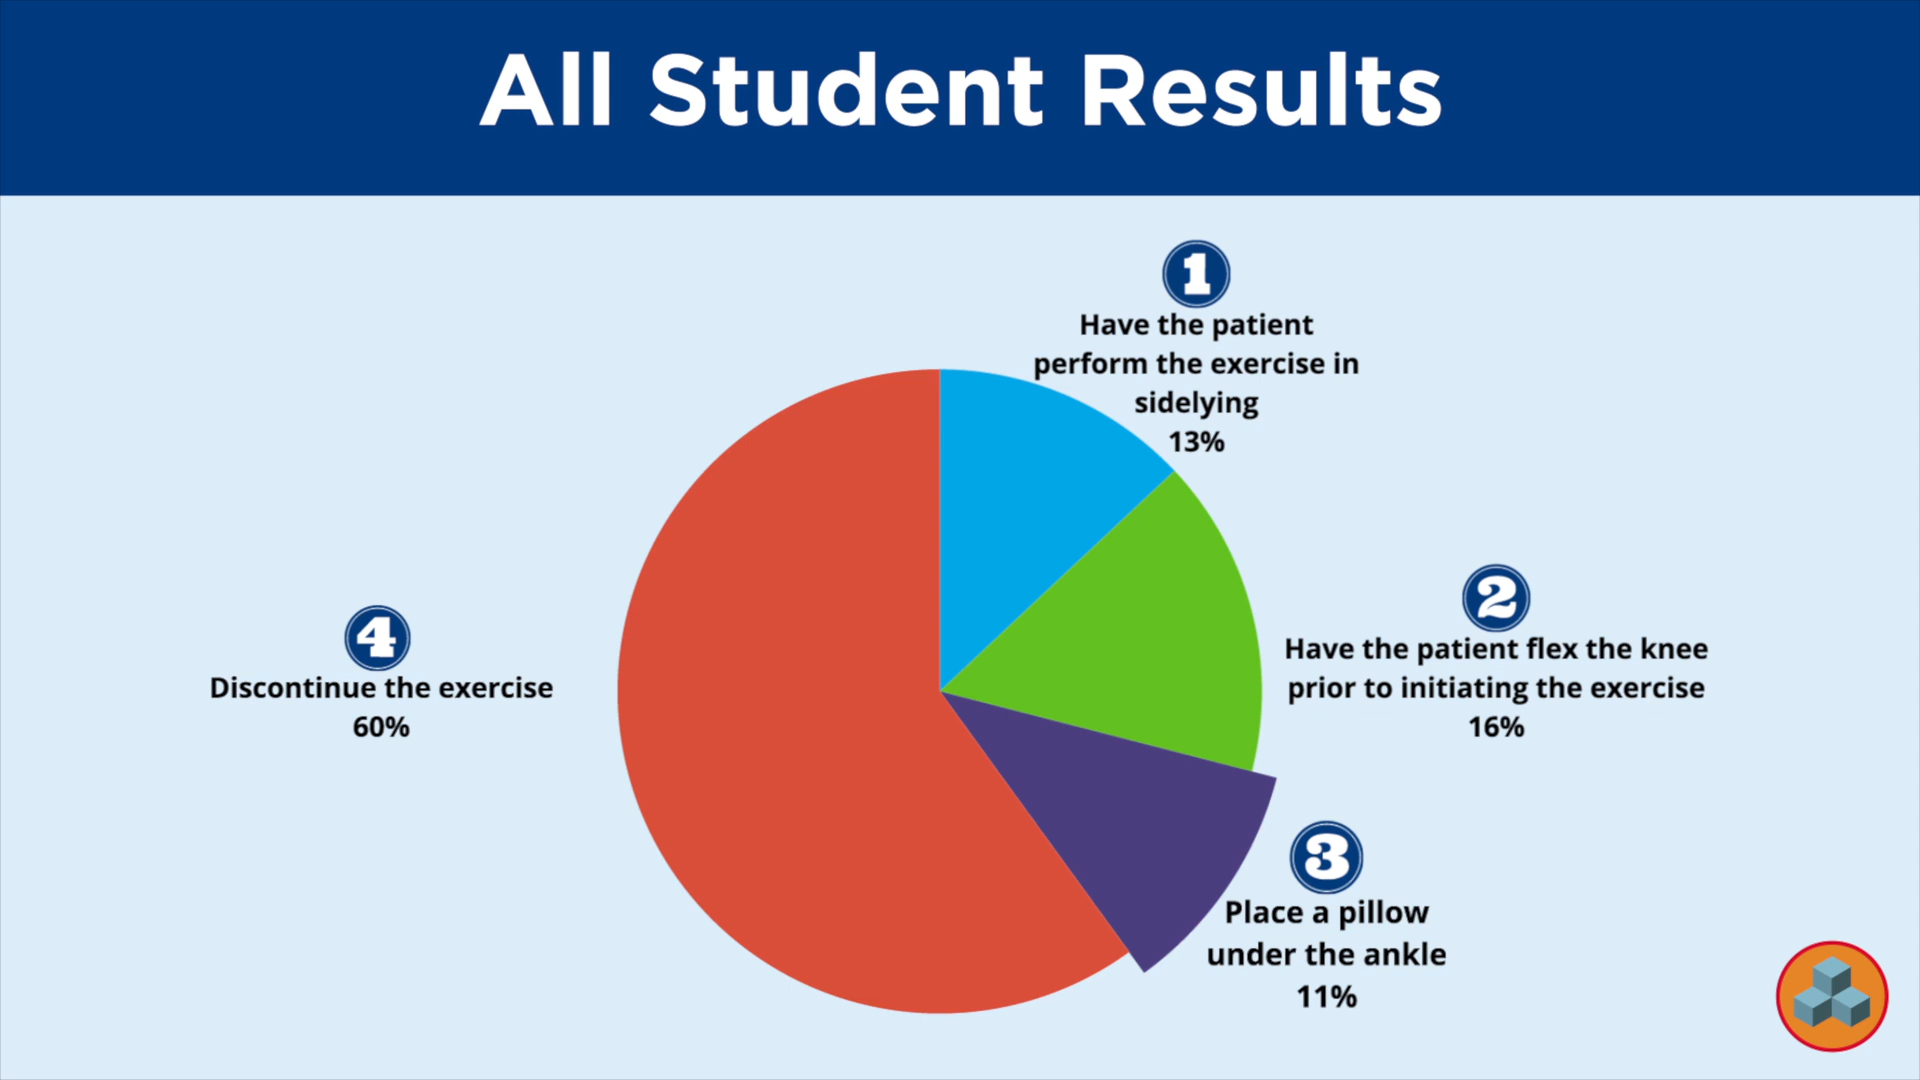 All Student Results
1
Have the patient
perform the exercise in
sidelying
13%
2
Have the patient flex the knee
prior to initiating the exercise
16%
3
Place a pillow
under the ankle
11%
4
Discontinue the exercise
60%